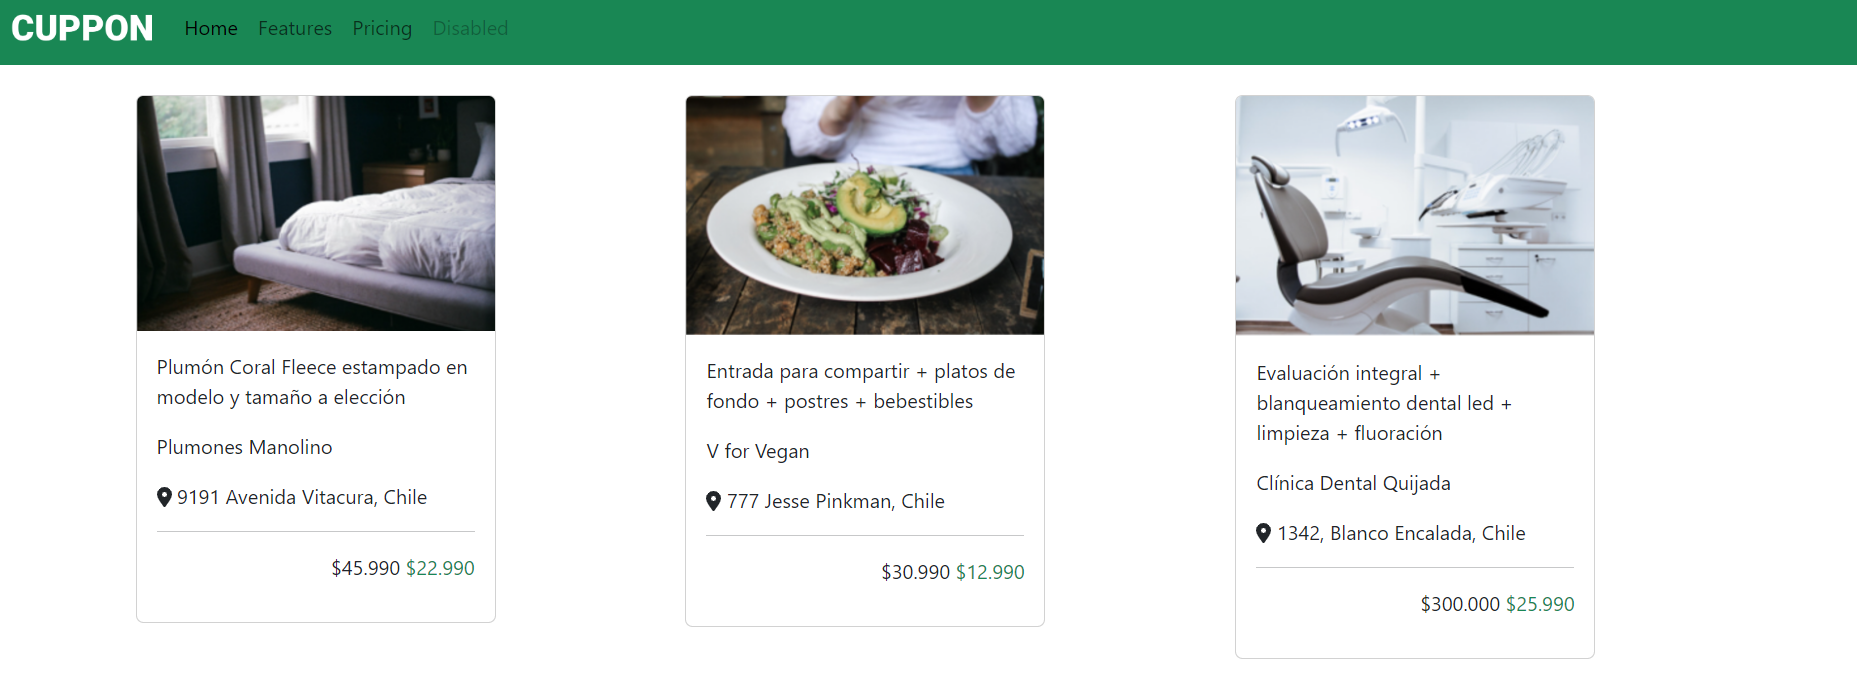 CUPPON Home Features Pricing Disabled
Plumón Coral Fleece estampado en
modelo y tamaño a elección
Plumones Manolino
9191 Avenida Vitacura, Chile
$45.990 $22.990
Entrada para compartir + platos de
fondo + postres + bebestibles
V for Vegan
777 Jesse Pinkman, Chile
$30.990 $12.990
Evaluación integral +
blanqueamiento dental led +
limpieza + fluoración
Clínica Dental Quijada
1342, Blanco Encalada, Chile
$300.000 $25.990